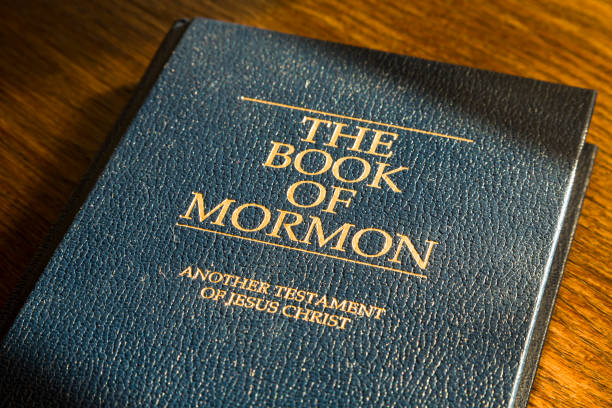 THE
BOOK
OF
MORMON
ANOTHER TESTAMENT
OF JESUS CHRIST